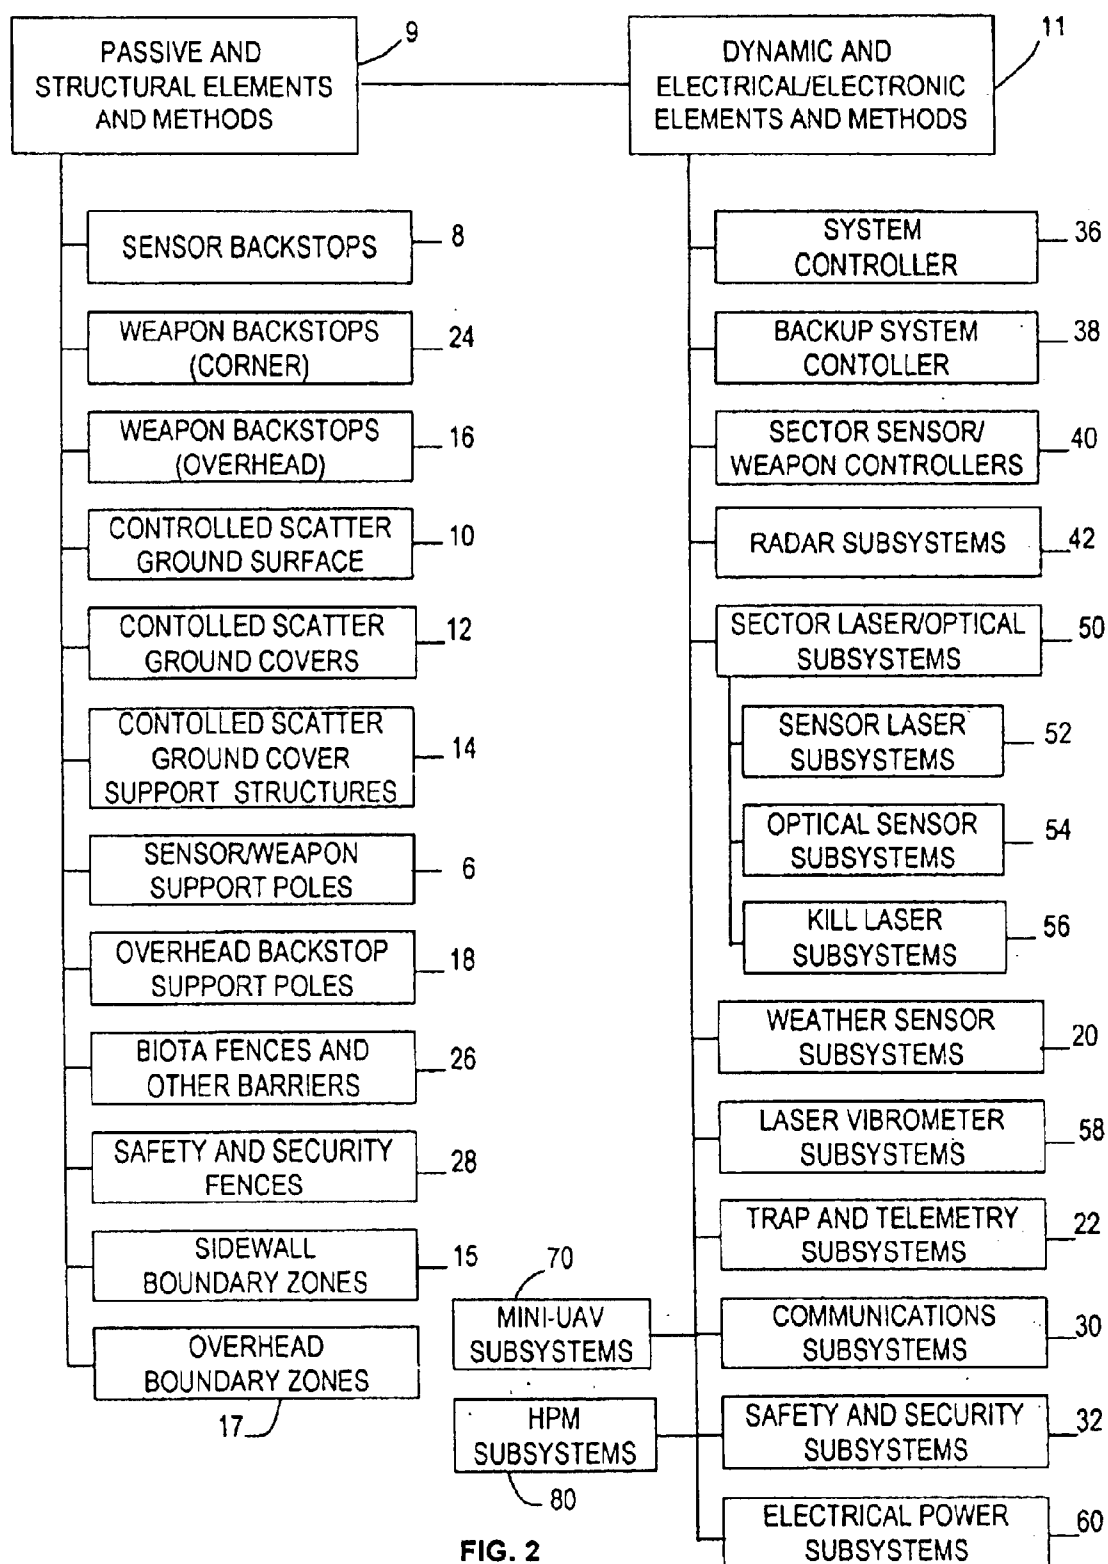 PASSIVE AND
STRUCTURAL ELEMENTS
AND METHODS
9
DYNAMIC AND
ELECTRICAL/ELECTRONIC
ELEMENTS AND METHODS
11
SENSOR BACKSTOPS
8
WEAPON BACKSTOPS
(CORNER)
24
WEAPON BACKSTOPS
(OVERHEAD)
16
CONTROLLED SCATTER
GROUND SURFACE
10
CONTOLLED SCATTER
GROUND COVERS
12
CONTOLLED SCATTER
GROUND COVER
SUPPORT STRUCTURES
14
SENSOR/WEAPON
SUPPORT POLES
6
OVERHEAD BACKSTOP
SUPPORT POLES
18
BIOTA FENCES AND
OTHER BARRIERS
26
SAFETY AND SECURITY
FENCES
28
SIDEWALL
BOUNDARY ZONES
15
OVERHEAD
BOUNDARY ZONES
17
SYSTEM
CONTROLLER
36
BACKUP SYSTEM
CONTOLLER
38
SECTOR SENSOR/
WEAPON CONTROLLERS
40
RADAR SUBSYSTEMS
42
SECTOR LASER/OPTICAL
SUBSYSTEMS
50
SENSOR LASER
SUBSYSTEMS
52
OPTICAL SENSOR
SUBSYSTEMS
54
KILL LASER
SUBSYSTEMS
56
WEATHER SENSOR
SUBSYSTEMS
20
LASER VIBROMETER
SUBSYSTEMS
58
TRAP AND TELEMETRY
SUBSYSTEMS
22
70
MINI-UAV
SUBSYSTEMS
COMMUNICATIONS
SUBSYSTEMS
30
HPM
SUBSYSTEMS
80
SAFETY AND SECURITY
SUBSYSTEMS
32
ELECTRICAL POWER
SUBSYSTEMS
60
FIG. 2